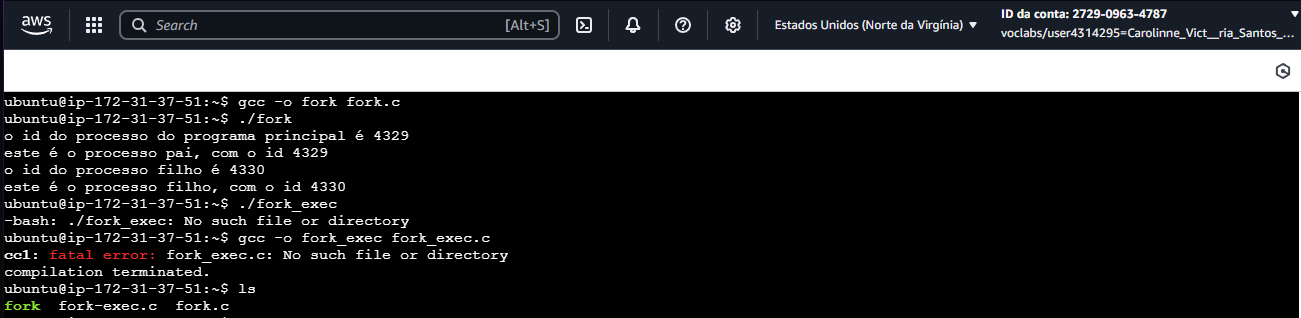 aws
Search [Alt+S]
Estados Unidos (Norte da Virgínia)
ID da conta: 2729-0963-4787
voclabs/user4314295=Carolinne_Vict__ria_Santos_...
ubuntu@ip-172-31-37-51:~$ gcc -o fork fork.c
ubuntu@ip-172-31-37-51:~$ ./fork
o id do processo do programa principal é 4329
este é o processo pai, com o id 4329
o id do processo filho é 4330
este é o processo filho, com o id 4330
ubuntu@ip-172-31-37-51:~$ ./fork_exec
-bash: ./fork_exec: No such file or directory
ubuntu@ip-172-31-37-51:~$ gcc -o fork_exec fork_exec.c
cc1: fatal error: fork_exec.c: No such file or directory
compilation terminated.
ubuntu@ip-172-31-37-51:~$ ls
fork  fork-exec.c  fork.c